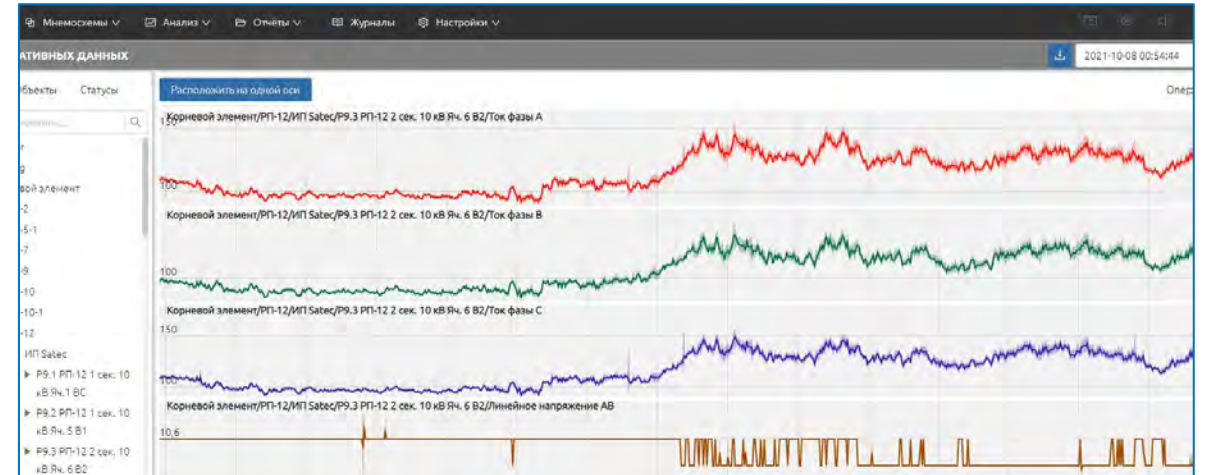 Мнемосхемы Анализ Отчёты Журналы Настройки
АТИВНЫХ ДАННЫХ
2021-10-08 00:54:44
бъекты Статусы
Расположить на одной оси
Опер
150
Корневой элемент/РП-12/ИП Satec/Р9.3 РП-12 2 сек. 10 кВ Яч. 6 В2/Ток фазы А
100
вой элемент
-2
Корневой элемент/РП-12/ИП Satec/Р9.3 РП-12 2 сек. 10 кВ Яч. 6 В2/Ток фазы В
-5-1
-7
-9
100
-10
-10-1
Корневой элемент/РП-12/ИП Satec/Р9.3 РП-12 2 сек. 10 кВ Яч. 6 В2/Ток фазы С
-12
150
ИП Satec
Р9.1 РП-12 1 сек. 10
кВ Яч.1 ВС
100
Корневой элемент/РП-12/ИП Satec/Р9.3 РП-12 2 сек. 10 кВ Яч. 6 В2/Линейное напряжение АВ
Р9.2 РП-12 1 сек. 10
кВ Яч. 5 В1
10,6
Р9.3 РП-12 2 сек. 10
кВ Яч. 6 В2